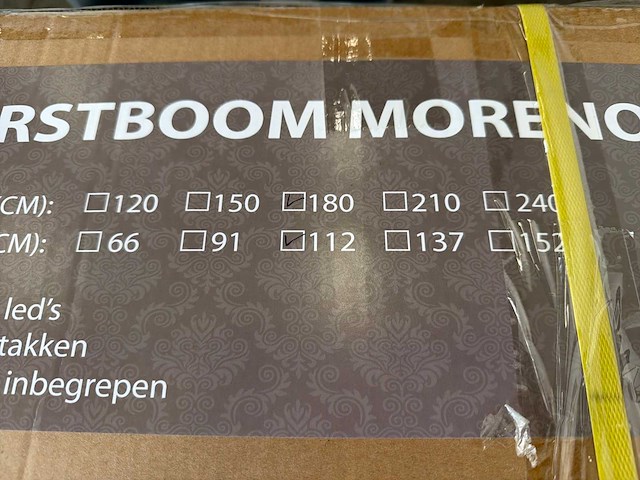 RSTBOOM MORENO
(CM): ☐120 ☐150 ☑180 ☐210 ☐240
CM): ☐66 ☐91 ☑112 ☐137 ☐152
led's
takken
inbegrepen